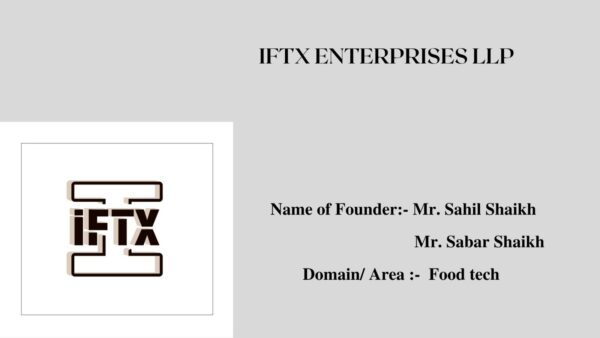 IFTX ENTERPRISES LLP
iFTX
Name of Founder:- Mr. Sahil Shaikh
Mr. Sabar Shaikh
Domain/ Area :- Food tech